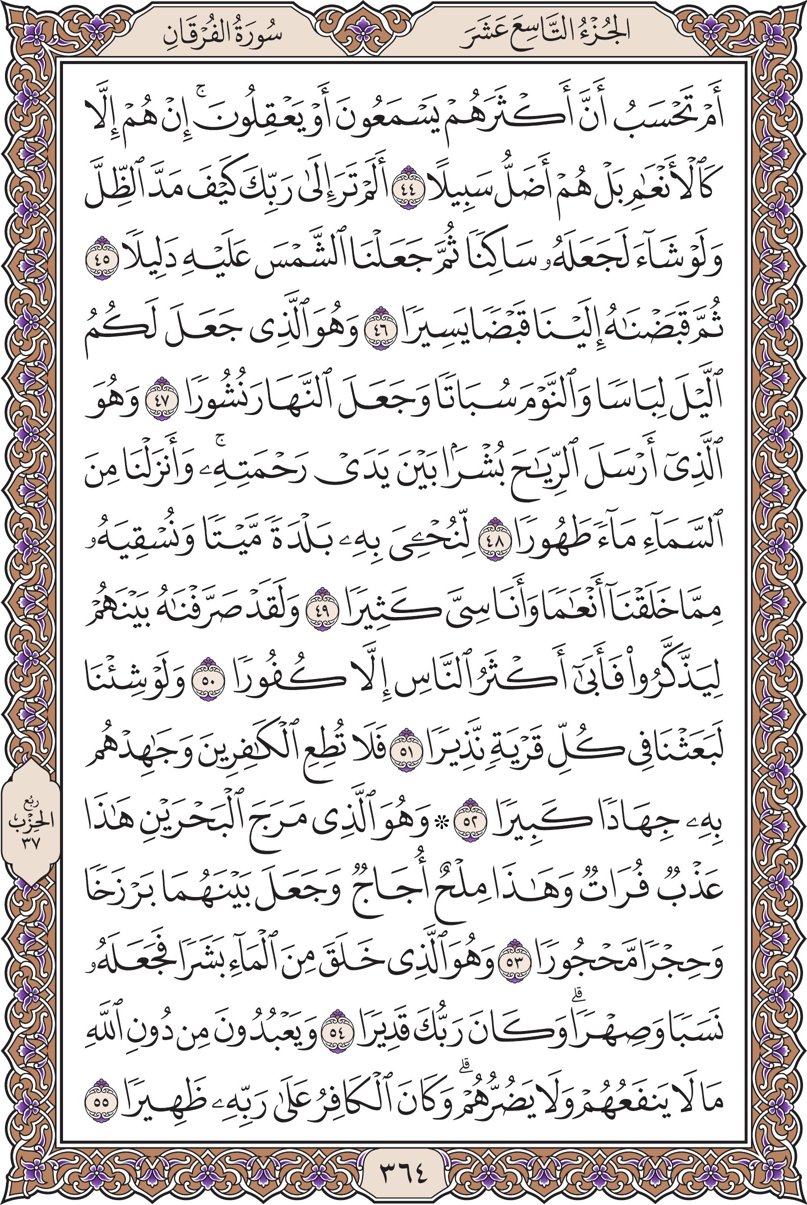 الجُزْءُ التَّاسِعَ عَشَرَ
سُورَةُ الفُرْقَانِ
أَمْ تَحْسَبُ أَنَّ أَكْثَرَهُمْ يَسْمَعُونَ أَوْ يَعْقِلُونَ ۚ إِنْ هُمْ إِلَّا
كَٱلْأَنْعَٰمِ بَلْ هُمْ أَضَلُّ سَبِيلًا ٤٤ أَلَمْ تَرَ إِلَىٰ رَبِّكَ كَيْفَ مَدَّ ٱلظِّلَّ
وَلَوْ شَآءَ لَجَعَلَهُۥ سَاكِنًا ثُمَّ جَعَلْنَا ٱلشَّمْسَ عَلَيْهِ دَلِيلًا ٤٥
ثُمَّ قَبَضْنَٰهُ إِلَيْنَا قَبْضًا يَسِيرًا ٤٦ وَهُوَ ٱلَّذِى جَعَلَ لَكُمُ
ٱلَّيْلَ لِبَاسًا وَٱلنَّوْمَ سُبَاتًا وَجَعَلَ ٱلنَّهَارَ نُشُورًا ٤٧ وَهُوَ
ٱلَّذِىٓ أَرْسَلَ ٱلرِّيَٰحَ بُشْرًۢا بَيْنَ يَدَىْ رَحْمَتِهِۦ ۚ وَأَنزَلْنَا مِنَ
ٱلسَّمَآءِ مَآءً طَهُورًا ٤٨ لِّنُحْـِۧىَ بِهِۦ بَلْدَةً مَّيْتًا وَنُسْقِيَهُۥ
مِمَّا خَلَقْنَآ أَنْعَٰمًا وَأَنَاسِىَّ كَثِيرًا ٤٩ وَلَقَدْ صَرَّفْنَٰهُ بَيْنَهُمْ
لِيَذَّكَّرُوا۟ فَأَبَىٰٓ أَكْثَرُ ٱلنَّاسِ إِلَّا كُفُورًا ٥٠ وَلَوْ شِئْنَا
لَبَعَثْنَا فِى كُلِّ قَرْيَةٍ نَّذِيرًا ٥١ فَلَا تُطِعِ ٱلْكَٰفِرِينَ وَجَٰهِدْهُم
بِهِۦ جِهَادًا كَبِيرًا ٥٢ ۞ وَهُوَ ٱلَّذِى مَرَجَ ٱلْبَحْرَيْنِ هَٰذَا
عَذْبٌ فُرَاتٌ وَهَٰذَا مِلْحٌ أُجَاجٌ وَجَعَلَ بَيْنَهُمَا بَرْزَخًا
وَحِجْرًا مَّحْجُورًا ٥٣ وَهُوَ ٱلَّذِى خَلَقَ مِنَ ٱلْمَآءِ بَشَرًا فَجَعَلَهُۥ
نَسَبًا وَصِهْرًا ۗ وَكَانَ رَبُّكَ قَدِيرًا ٥٤ وَيَعْبُدُونَ مِن دُونِ ٱللَّهِ
مَا لَا يَنفَعُهُمْ وَلَا يَضُرُّهُمْ ۗ وَكَانَ ٱلْكَافِرُ عَلَىٰ رَبِّهِۦ ظَهِيرًا ٥٥
رُبُع
الحِزْب
٣٧
٣٦٤